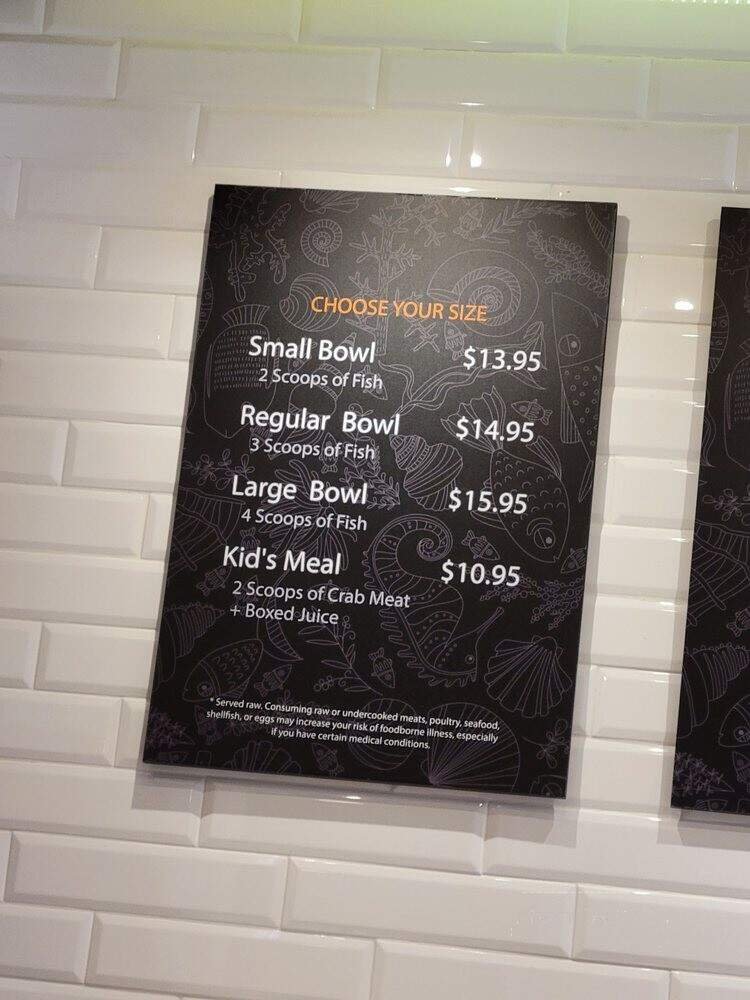 CHOOSE YOUR SIZE
Small Bowl $13.95
2 Scoops of Fish
Regular Bowl $14.95
3 Scoops of Fish
Large Bowl $15.95
4 Scoops of Fish
Kid's Meal $10.95
2 Scoops of Crab Meat
+ Boxed Juice
* Served raw. Consuming raw or undercooked meats, poultry, seafood,
shellfish, or eggs may increase your risk of foodborne illness, especially
if you have certain medical conditions.